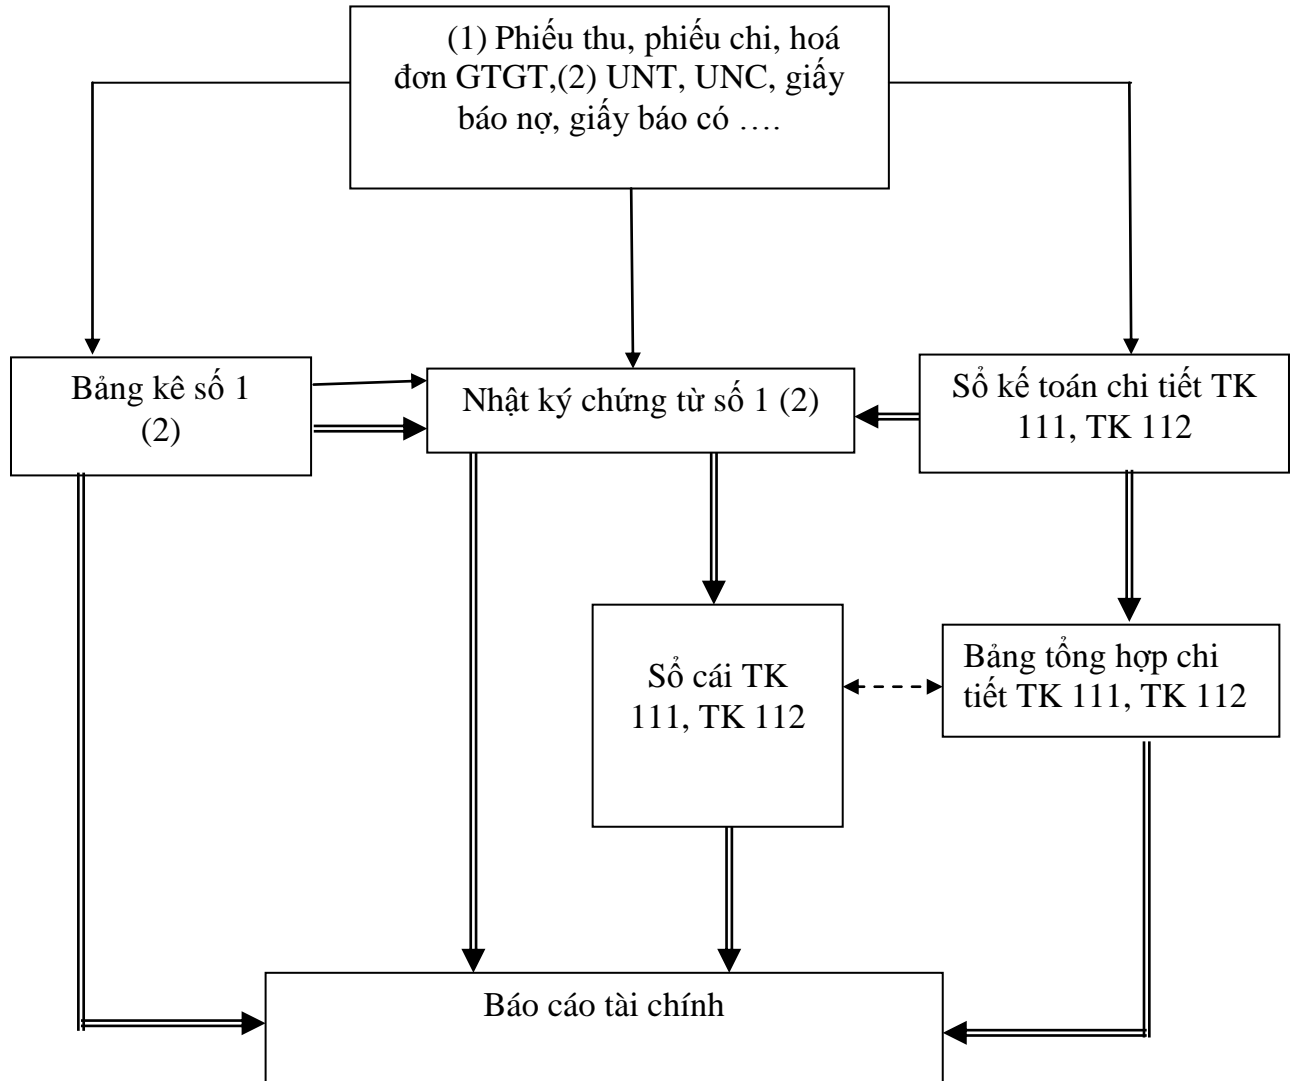 (1) Phiếu thu, phiếu chi, hoá
đơn GTGT,(2) UNT, UNC, giấy
báo nợ, giấy báo có ….
Bảng kê số 1
(2)
Nhật ký chứng từ số 1 (2)
Sổ kế toán chi tiết TK
111, TK 112
Sổ cái TK
111, TK 112
Bảng tổng hợp chi
tiết TK 111, TK 112
Báo cáo tài chính